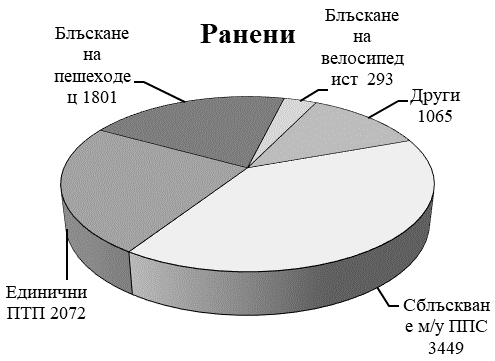 Ранени
Блъскане
на
пешеходе
ц 1801
Блъскане
на
велосипед
ист 293
Други
1065
Единични
ПТП 2072
Сблъскван
е м/у ППС
3449